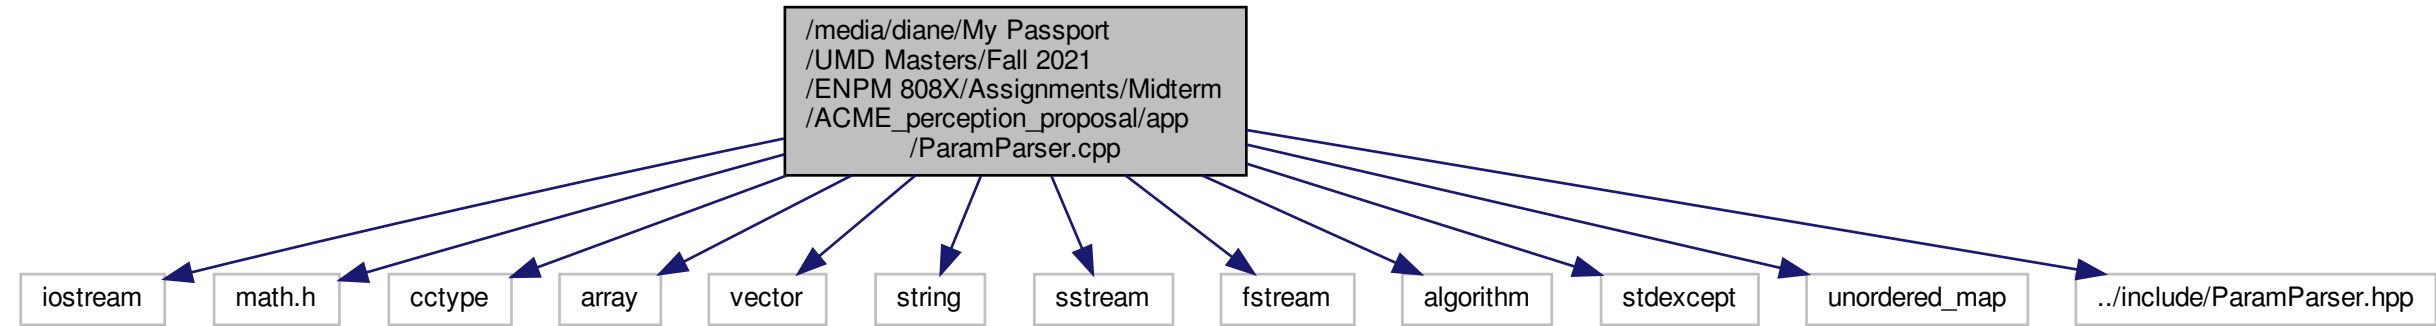 /media/diane/My Passport
/UMD Masters/Fall 2021
/ENPM 808X/Assignments/Midterm
/ACME_perception_proposal/app
/ParamParser.cpp
iostream
math.h
cctype
array
vector
string
sstream
fstream
algorithm
stdexcept
unordered_map
../include/ParamParser.hpp